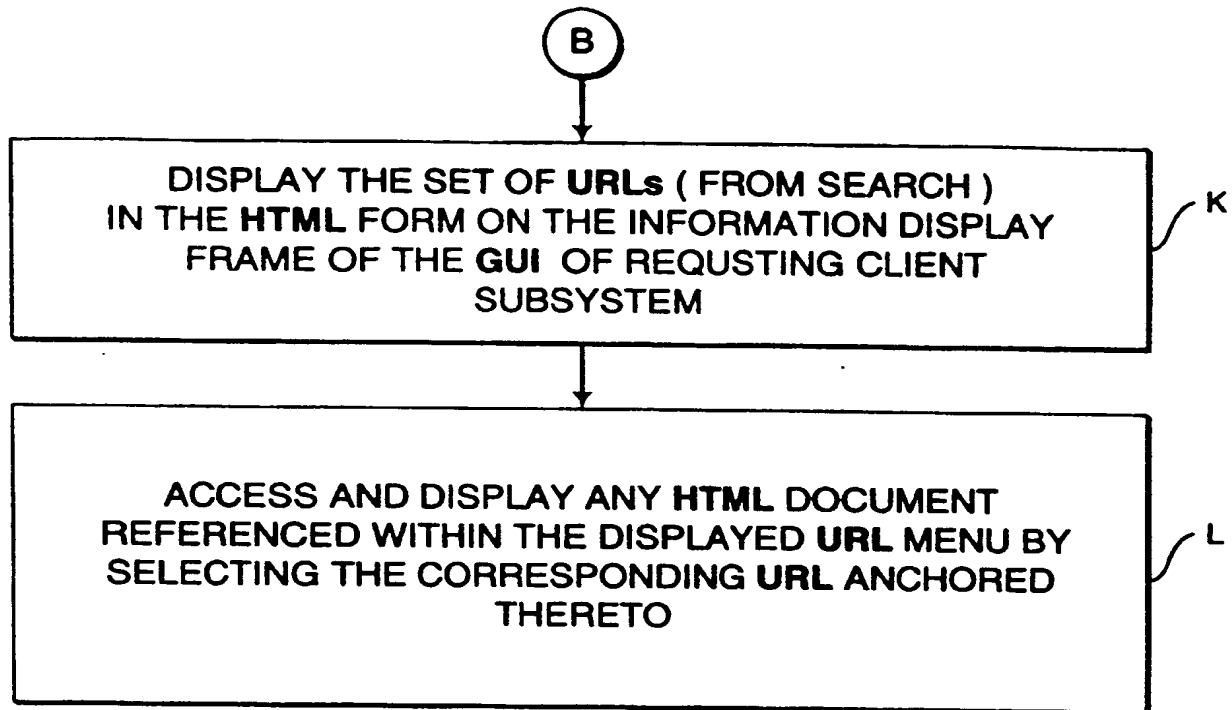 B
DISPLAY THE SET OF URLs ( FROM SEARCH )
IN THE HTML FORM ON THE INFORMATION DISPLAY
FRAME OF THE GUI OF REQUSTING CLIENT
SUBSYSTEM
K
ACCESS AND DISPLAY ANY HTML DOCUMENT
REFERENCED WITHIN THE DISPLAYED URL MENU BY
SELECTING THE CORRESPONDING URL ANCHORED
THERETO
L